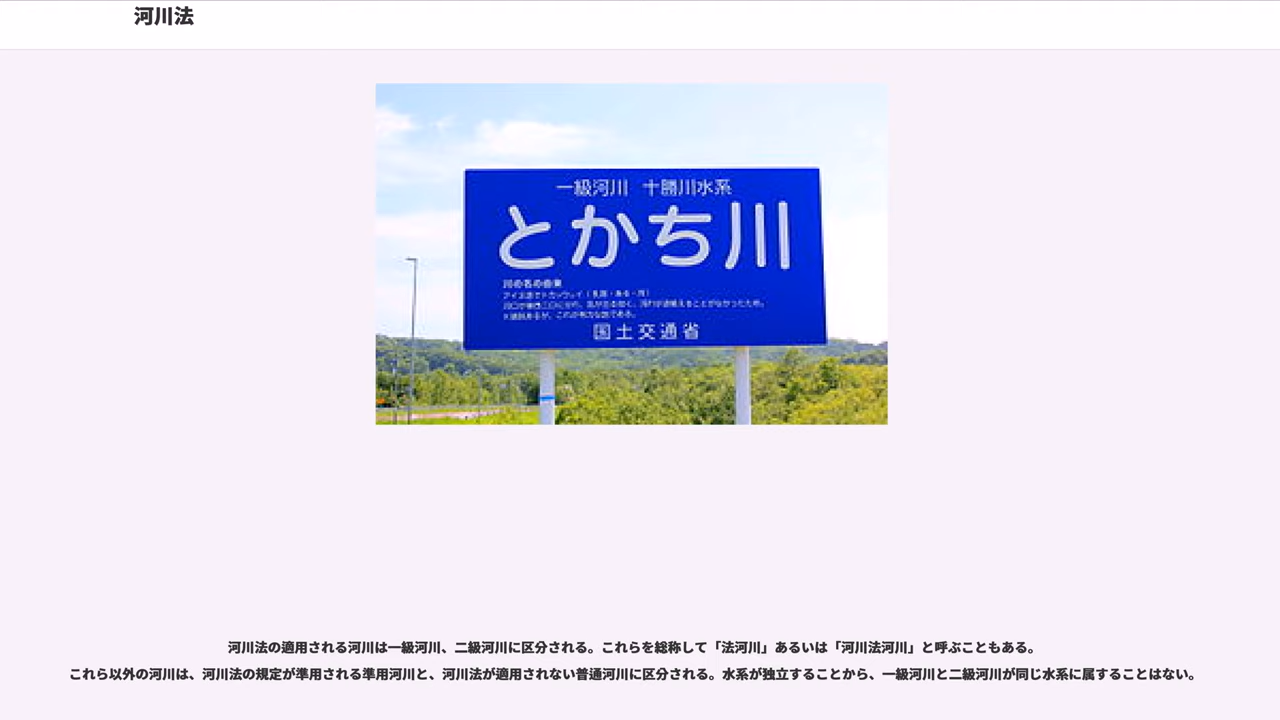 河川法
一級河川 十勝川水系
とかち川
川の名の由来
国土交通省
河川法の適用される河川は一級河川、二級河川に区分される。これらを総称して「法河川」あるいは「河川法河川」と呼ぶこともある。
これら以外の河川は、河川法の規定が準用される準用河川と、河川法が適用されない普通河川に区分される。水系が独立することから、一級河川と二級河川が同じ水系に属することはない。